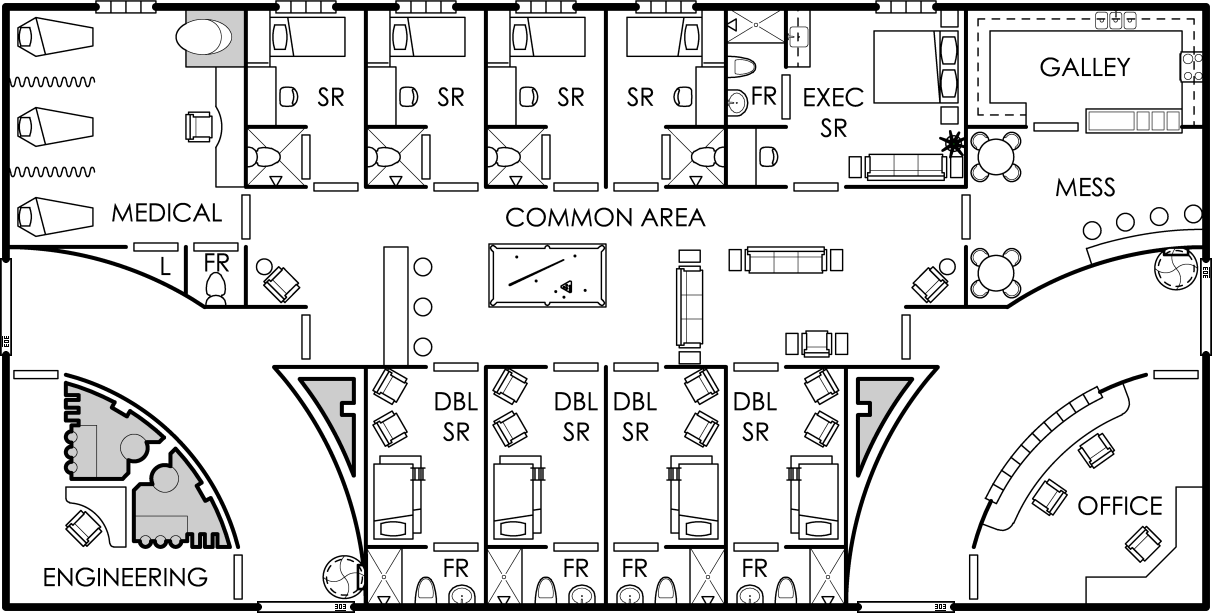 GALLEY
SR
SR
SR
SR
FR
EXEC
SR
MESS
MEDICAL
COMMON AREA
L
FR
303
303
DBL
SR
DBL
SR
DBL
SR
DBL
SR
OFFICE
ENGINEERING
FR
FR
FR
FR
303
303